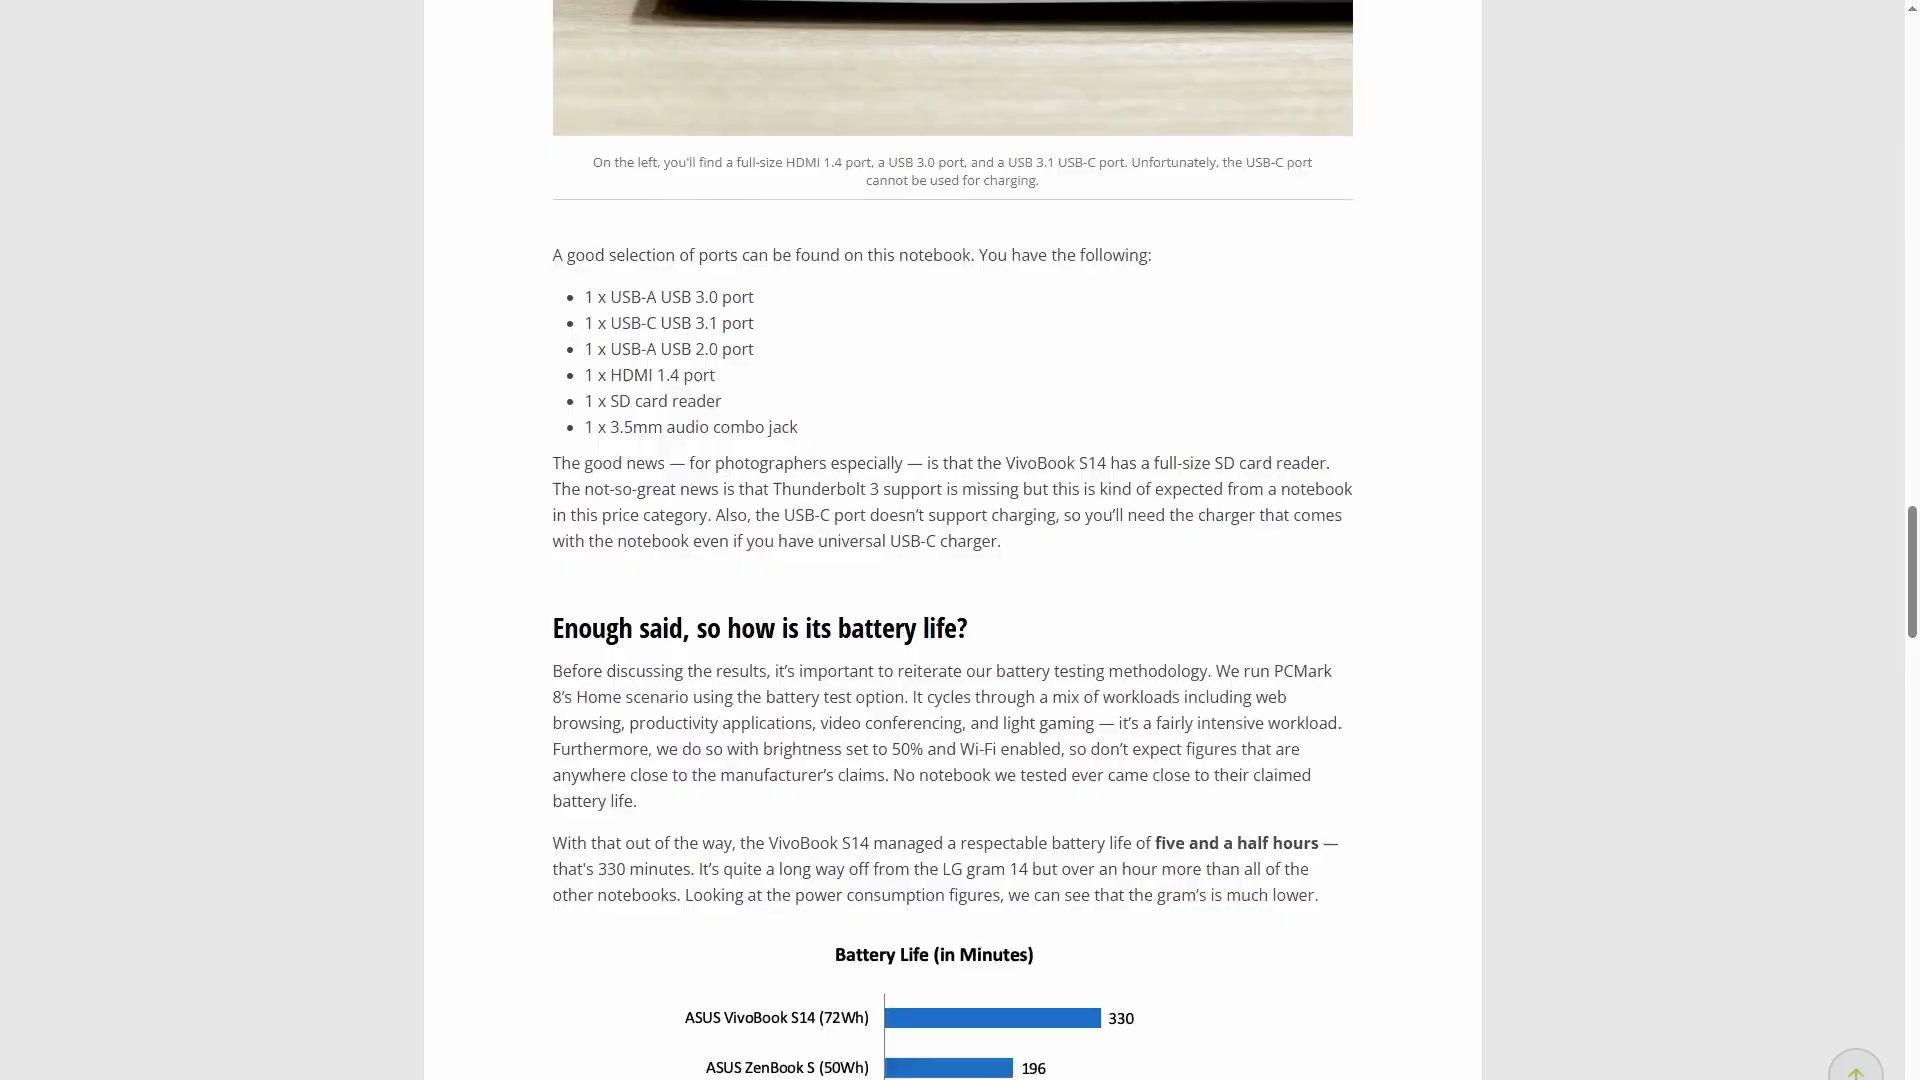 On the left, you'll find a full-size HDMI 1.4 port, a USB 3.0 port, and a USB 3.1 USB-C port. Unfortunately, the USB-C port
cannot be used for charging.
A good selection of ports can be found on this notebook. You have the following:
• 1 x USB-A USB 3.0 port
• 1 x USB-C USB 3.1 port
• 1 x USB-A USB 2.0 port
• 1 x HDMI 1.4 port
• 1 x SD card reader
• 1 x 3.5mm audio combo jack
The good news — for photographers especially — is that the VivoBook S14 has a full-size SD card reader.
The not-so-great news is that Thunderbolt 3 support is missing but this is kind of expected from a notebook
in this price category. Also, the USB-C port doesn’t support charging, so you’ll need the charger that comes
with the notebook even if you have universal USB-C charger.
Enough said, so how is its battery life?
Before discussing the results, it’s important to reiterate our battery testing methodology. We run PCMark
8’s Home scenario using the battery test option. It cycles through a mix of workloads including web
browsing, productivity applications, video conferencing, and light gaming — it’s a fairly intensive workload.
Furthermore, we do so with brightness set to 50% and Wi-Fi enabled, so don’t expect figures that are
anywhere close to the manufacturer’s claims. No notebook we tested ever came close to their claimed
battery life.
With that out of the way, the VivoBook S14 managed a respectable battery life of five and a half hours —
that's 330 minutes. It’s quite a long way off from the LG gram 14 but over an hour more than all of the
other notebooks. Looking at the power consumption figures, we can see that the gram’s is much lower.
Battery Life (in Minutes)
ASUS VivoBook S14 (72Wh) 330
ASUS ZenBook S (50Wh) 196